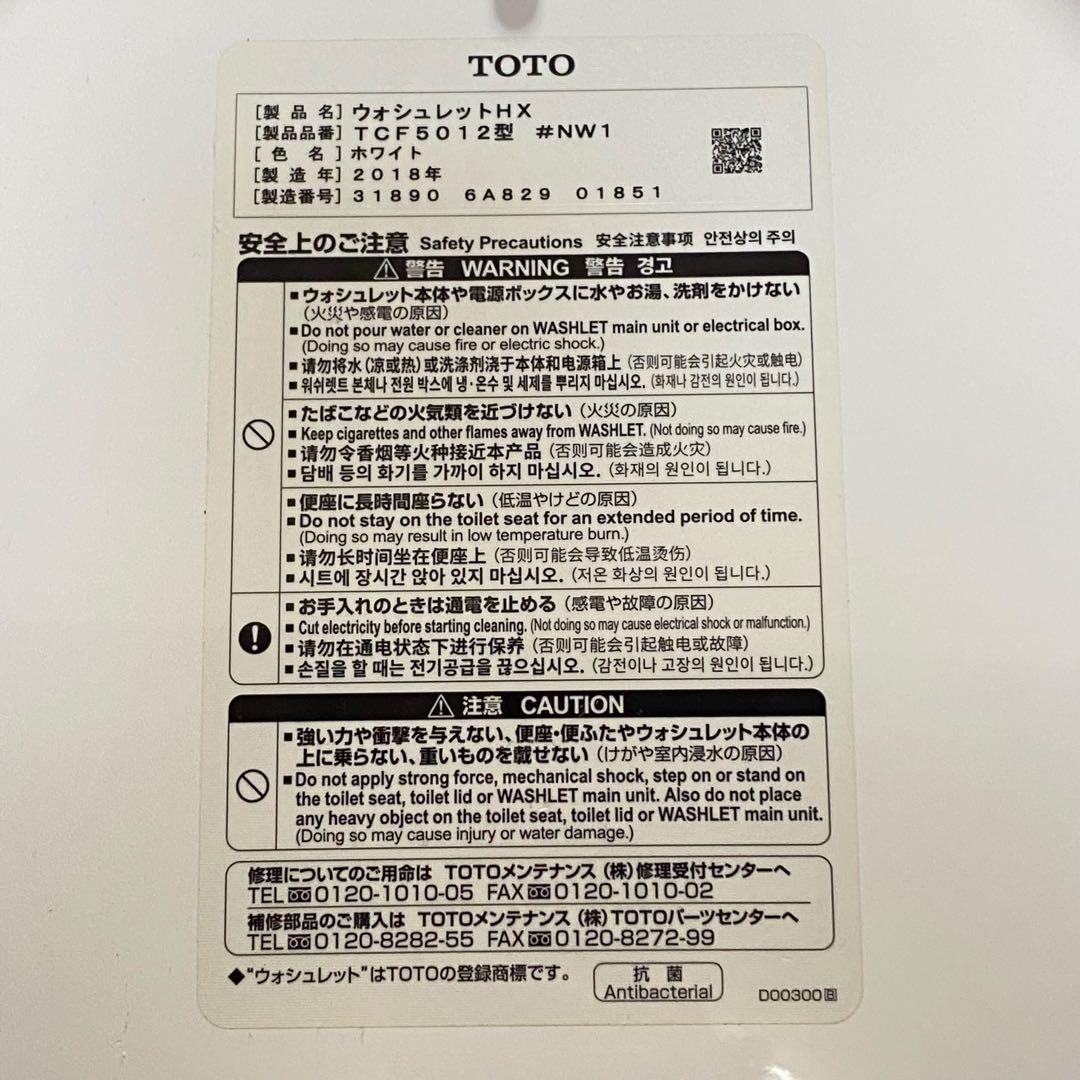 TOTO
[製品名] ウォシュレットHX
[製品品番] TCF5012型 #NW1
[色名] ホワイト
[製造年] 2018年
[製造番号] 31890 6A829 01851
安全上のご注意 Safety Precautions 安全注意事项 안전상의 주의
⚠ 警告 WARNING 警告 경고
■ウォシュレット本体や電源ボックスに水やお湯、洗剤をかけない
(火災や感電の原因)
■Do not pour water or cleaner on WASHLET main unit or electrical box.
(Doing so may cause fire or electric shock.)
■请勿将水(凉或热)或洗涤剂浇于本体和电源箱上 (否则可能会引起火灾或触电)
■워쉬렛트 본체나 전원 박스에 냉·온수 및 세제를 뿌리지 마십시오. (화재나 감전의 원인이 됩니다.)
■たばこなどの火気類を近づけない (火災の原因)
■Keep cigarettes and other flames away from WASHLET. (Not doing so may cause fire.)
■请勿令香烟等火种接近本产品 (否则可能会造成火灾)
■담배 등의 화기를 가까이 하지 마십시오. (화재의 원인이 됩니다.)
■便座に長時間座らない (低温やけどの原因)
■Do not stay on the toilet seat for an extended period of time.
(Doing so may result in low temperature burn.)
■请勿长时间坐在便座上 (否则可能会导致低温烫伤)
■시트에 장시간 앉아 있지 마십시오. (저온 화상의 원인이 됩니다.)
■お手入れのときは通電を止める (感電や故障の原因)
■Cut electricity before starting cleaning. (Not doing so may cause electrical shock or malfunction.)
■请勿在通电状态下进行保养 (否则可能会引起触电或故障)
■손질을 할 때는 전기공급을 끊으십시오. (감전이나 고장의 원인이 됩니다.)
⚠ 注意 CAUTION
■強い力や衝撃を与えない、便座・便ふたやウォシュレット本体の
上に乗らない、重いものを載せない (けがや室内浸水の原因)
■Do not apply strong force, mechanical shock, step on or stand on
the toilet seat, toilet lid or WASHLET main unit. Also do not place
any heavy object on the toilet seat, toilet lid or WASHLET main unit.
(Doing so may cause injury or water damage.)
修理についてのご用命は TOTOメンテナンス(株)修理受付センターへ
TEL 0120-1010-05 FAX 0120-1010-02
補修部品のご購入は TOTOメンテナンス(株)TOTOパーツセンターへ
TEL 0120-8282-55 FAX 0120-8272-99
◆"ウォシュレット"はTOTOの登録商標です。
抗菌
Antibacterial
D00300B